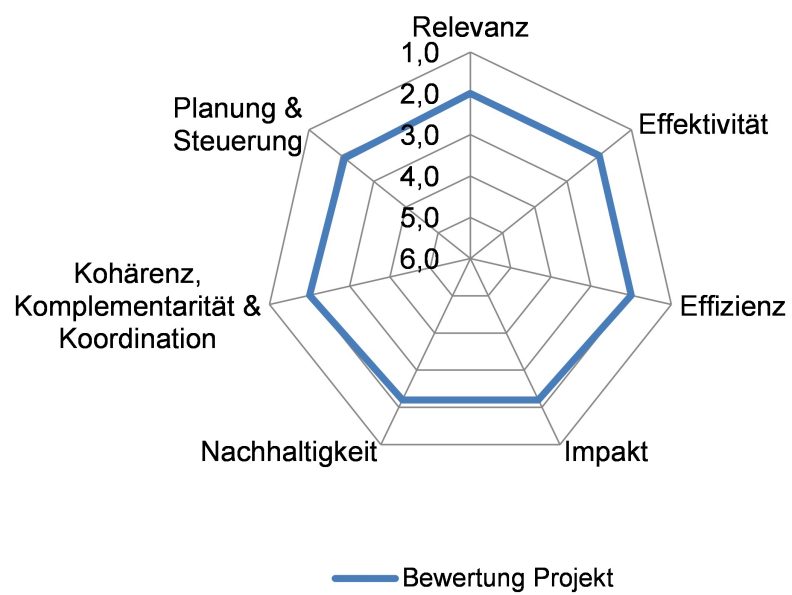 Relevanz
1,0
2,0
3,0
4,0
5,0
6,0
Effektivität
Effizienz
Impakt
Nachhaltigkeit
Kohärenz,
Komplementarität &
Koordination
Planung &
Steuerung
Bewertung Projekt